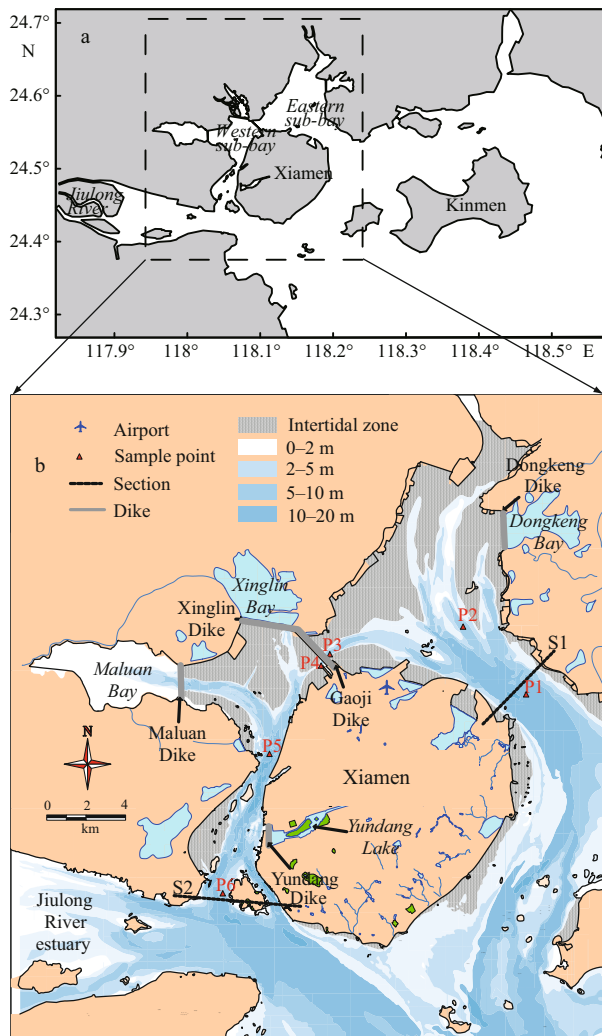 24.7°
N
a
24.6°
24.5°
24.4°
24.3°
Eastern
sub-bay
Western
sub-bay
Xiamen
Jiulong
River
Kinmen
117.9°
118°
118.1°
118.2°
118.3°
118.4°
118.5°
E
b
Airport
Sample point
Section
Dike
Intertidal zone
0–2 m
2–5 m
5–10 m
10–20 m
Dongkeng
Dike
Dongkeng
Bay
Xinglin
Bay
Xinglin
Dike
P2
P3
P4
S1
P1
Maluan
Bay
Gaoji
Dike
Maluan
Dike
P5
N
Xiamen
0 2 4
km
Yundang
Lake
Yundang
Dike
S2
P6
Jiulong
River
estuary